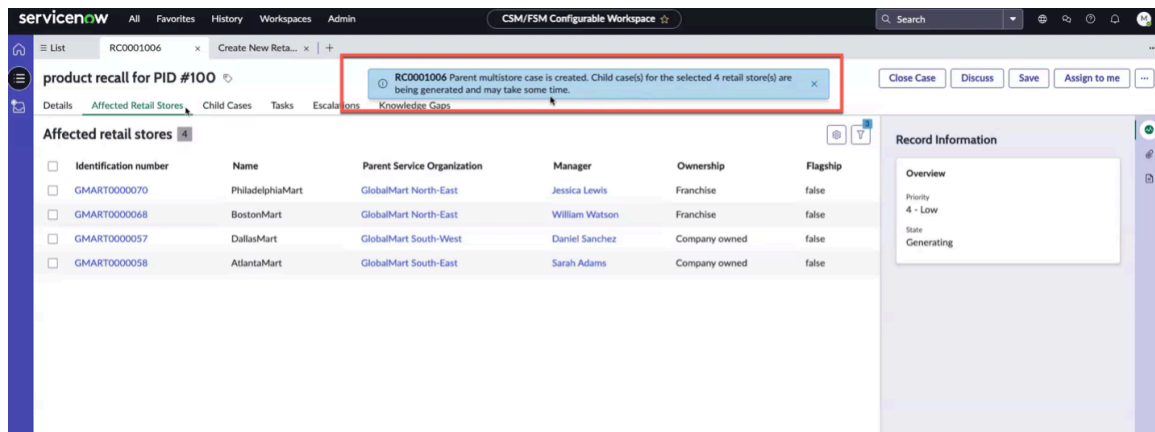 servicenow All Favorites History Workspaces Admin CSM/FSM Configurable Workspace Search M
List RC0001006 × Create New Reta... × +
product recall for PID #100
RC0001006 Parent multistore case is created. Child case(s) for the selected 4 retail store(s) are
being generated and may take some time.
Close Case Discuss Save Assign to me ...
Details Affected Retail Stores Child Cases Tasks Escalations Knowledge Gaps
Affected retail stores 4
3
Identification number Name Parent Service Organization Manager Ownership Flagship
GMART0000070 PhiladelphiaMart GlobalMart North-East Jessica Lewis Franchise false
GMART0000068 BostonMart GlobalMart North-East William Watson Franchise false
GMART0000057 DallasMart GlobalMart South-West Daniel Sanchez Company owned false
GMART0000058 AtlantaMart GlobalMart South-East Sarah Adams Company owned false
Record Information
Overview
Priority
4 - Low
State
Generating